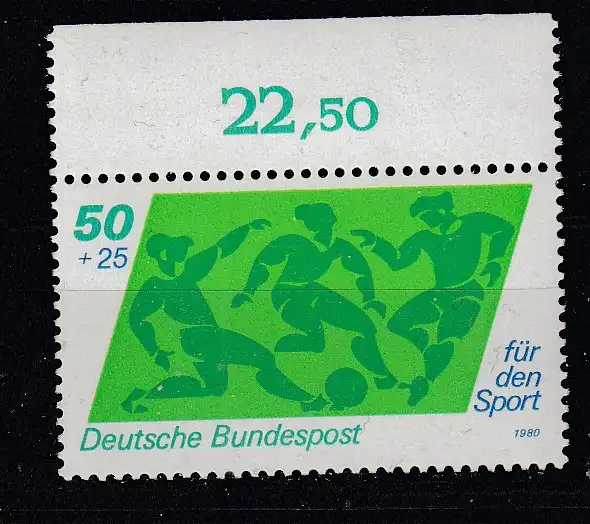 22,50
50
+ 25
für
den
Sport
Deutsche Bundespost
1980